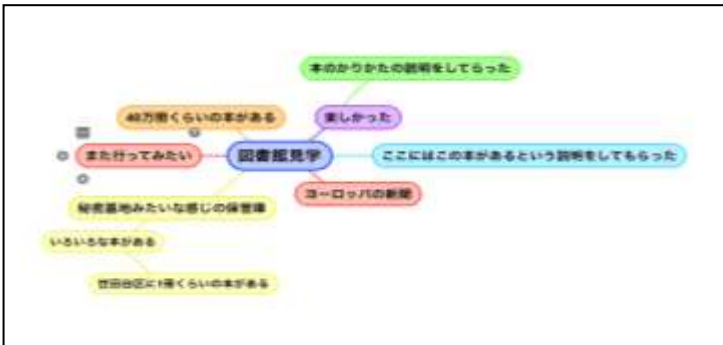 本のかりかたの説明をしてらった
40万冊くらいの本がある
楽しかった
また行ってみたい
図書館見学
ここにはこの本があるという説明をしてもらった
ヨーロッパの新聞
秘密基地みたいな感じの保管庫
いろいろな本がある
世田谷区に1冊くらいの本がある